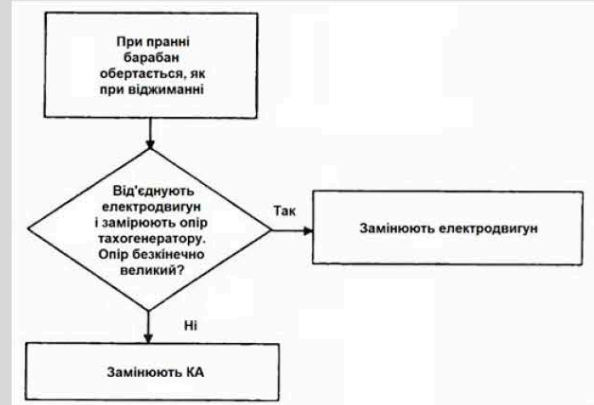 При пранні
барабан
обертається, як
при віджиманні
Від'єднують
електродвигун
і замірюють опір
тахогенератору.
Опір безкінечно
великий?
Так
Замінюють електродвигун
Ні
Замінюють КА